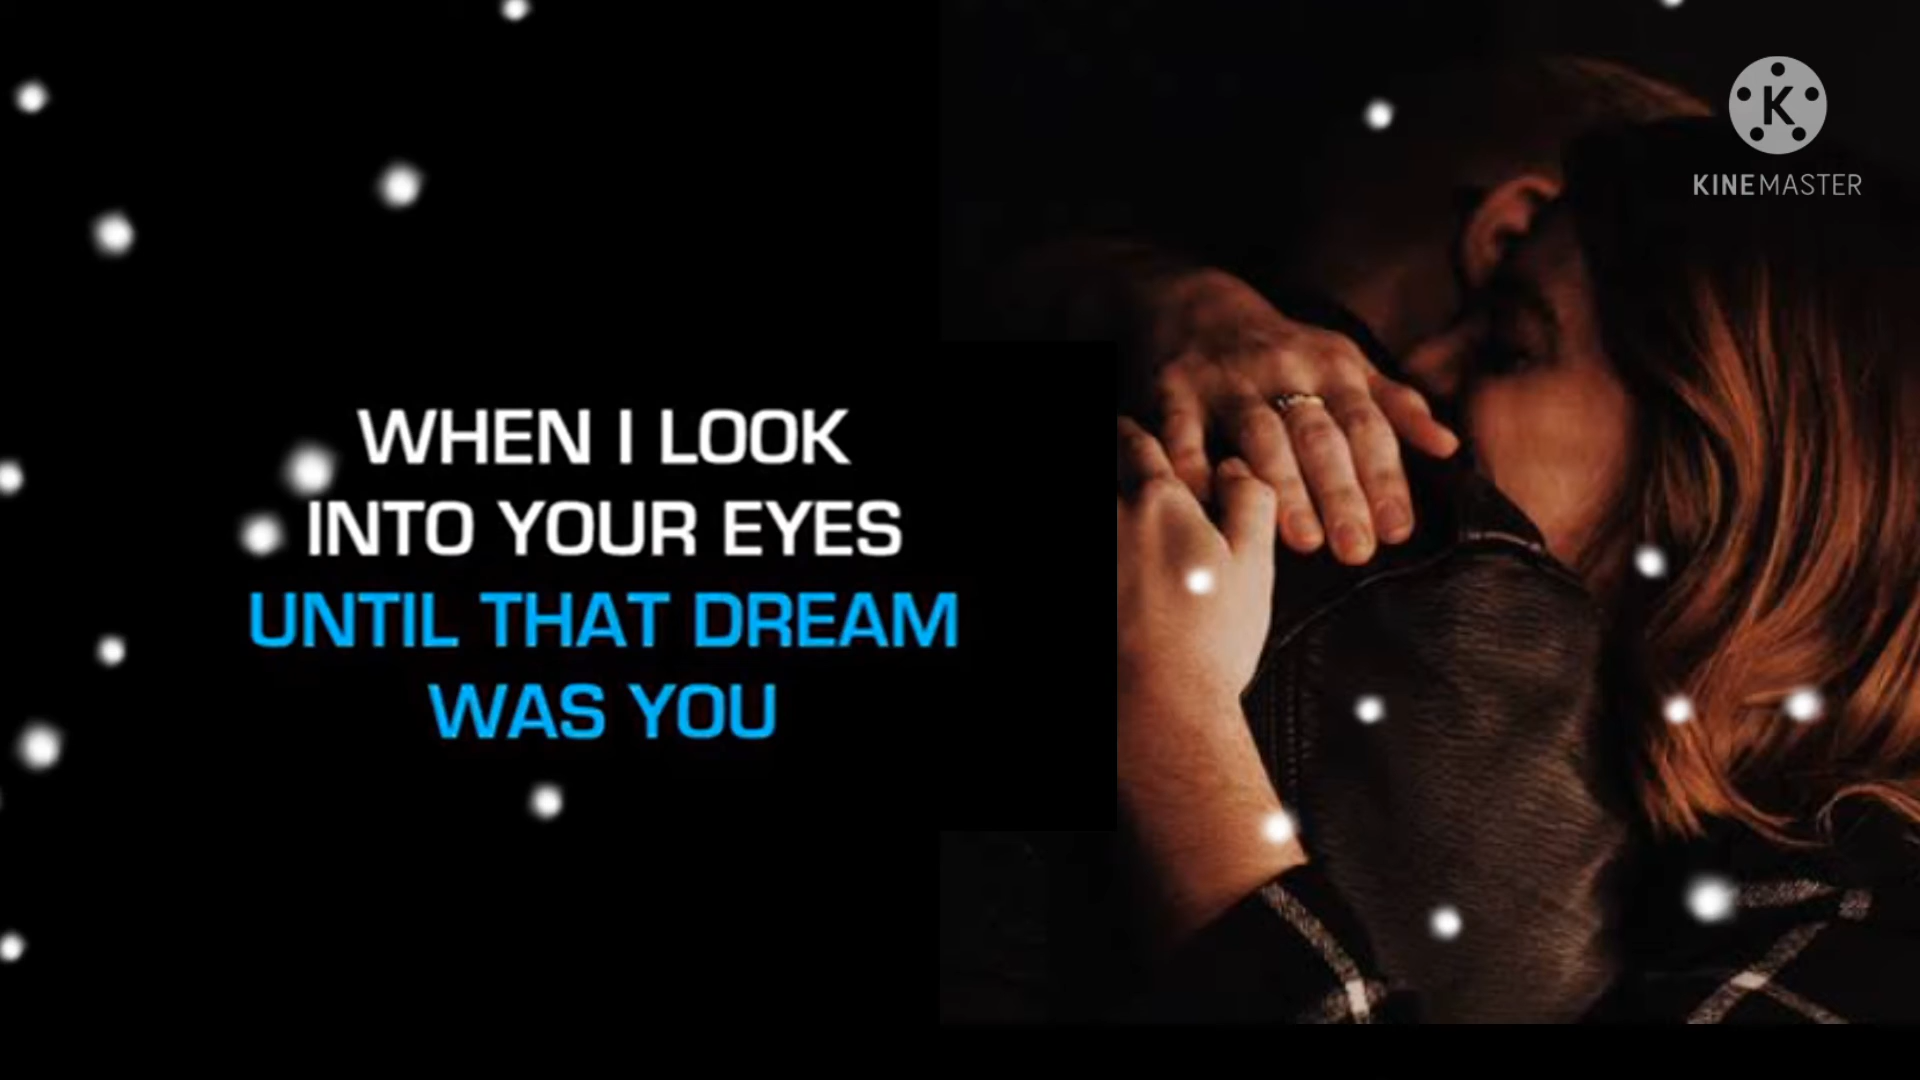 K
KINEMASTER
WHEN I LOOK
INTO YOUR EYES
UNTIL THAT DREAM
WAS YOU